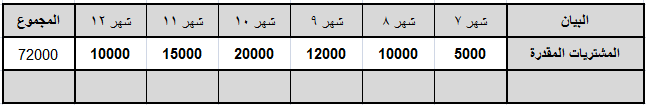 البيان شهر ٧ شهر ٨ شهر ٩ شهر ١٠ شهر ١١ شهر ١٢ المجموع
المشتريات المقدرة 5000 10000 12000 20000 15000 10000 72000